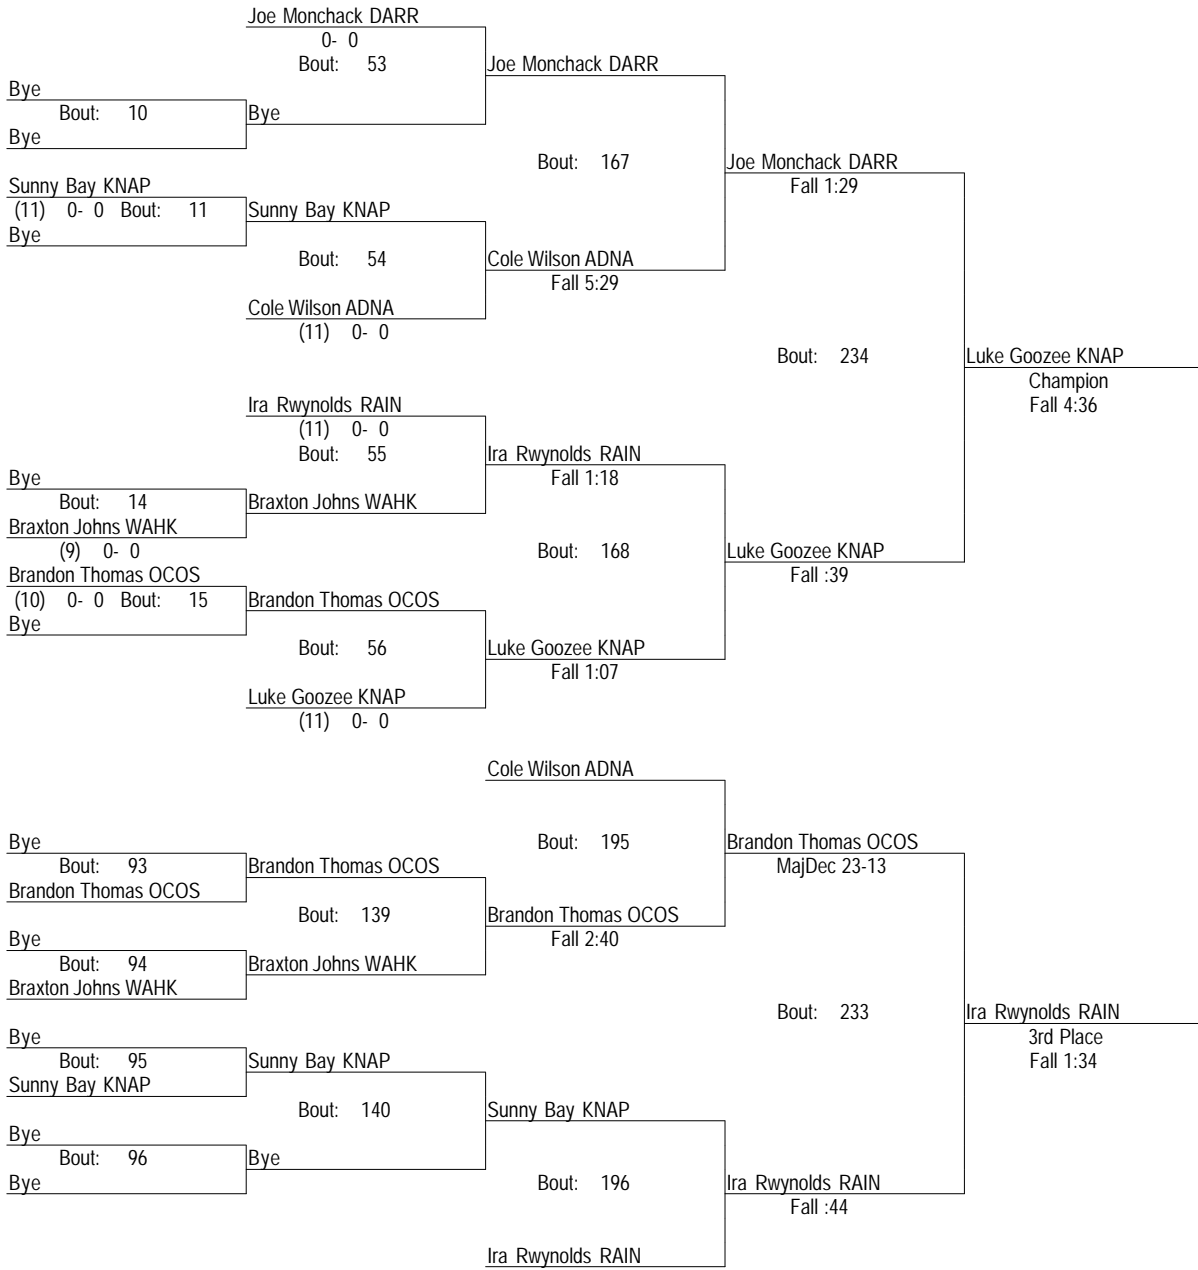 Joe Monchack DARR
0- 0
Bout: 53
Joe Monchack DARR
Bye
Bout: 10
Bye
Bye
Bout: 167
Joe Monchack DARR
Fall 1:29
Sunny Bay KNAP
(11) 0- 0 Bout: 11
Sunny Bay KNAP
Bye
Bout: 54
Cole Wilson ADNA
Fall 5:29
Cole Wilson ADNA
(11) 0- 0
Bout: 234
Luke Goozee KNAP
Champion
Fall 4:36
Ira Rwynolds RAIN
(11) 0- 0
Bout: 55
Ira Rwynolds RAIN
Fall 1:18
Bye
Bout: 14
Braxton Johns WAHK
Braxton Johns WAHK
(9) 0- 0
Bout: 168
Luke Goozee KNAP
Fall :39
Brandon Thomas OCOS
(10) 0- 0 Bout: 15
Brandon Thomas OCOS
Bye
Bout: 56
Luke Goozee KNAP
Fall 1:07
Luke Goozee KNAP
(11) 0- 0
Cole Wilson ADNA
Bout: 195
Brandon Thomas OCOS
MajDec 23-13
Bye
Bout: 93
Brandon Thomas OCOS
Brandon Thomas OCOS
Bout: 139
Brandon Thomas OCOS
Fall 2:40
Bye
Bout: 94
Braxton Johns WAHK
Braxton Johns WAHK
Bout: 233
Ira Rwynolds RAIN
3rd Place
Fall 1:34
Bye
Bout: 95
Sunny Bay KNAP
Sunny Bay KNAP
Bout: 140
Sunny Bay KNAP
Bye
Bout: 96
Bye
Bye
Bout: 196
Ira Rwynolds RAIN
Fall :44
Ira Rwynolds RAIN